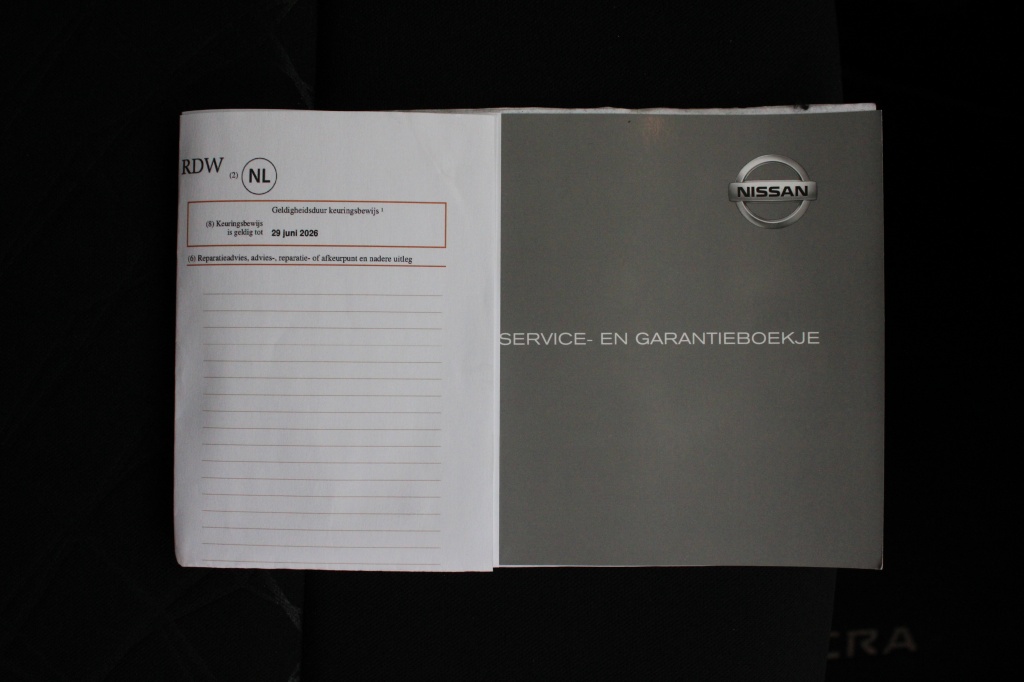 RDW (2) NL
Geldigheidsduur keuringsbewijs 1
(8) Keuringsbewijs
is geldig tot 29 juni 2026
(6) Reparatieadvies, advies-, reparatie- of afkeurpunt en nadere uitleg
NISSAN
SERVICE- EN GARANTIEBOEKJE
CRA